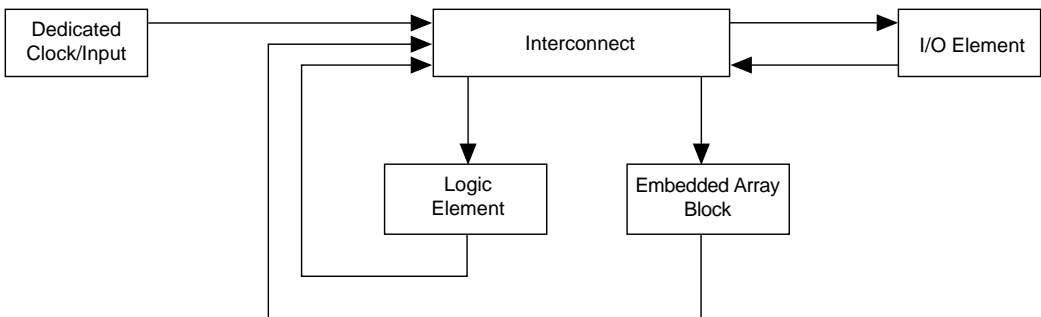 Dedicated
Clock/Input
Interconnect
I/O Element
Logic
Element
Embedded Array
Block